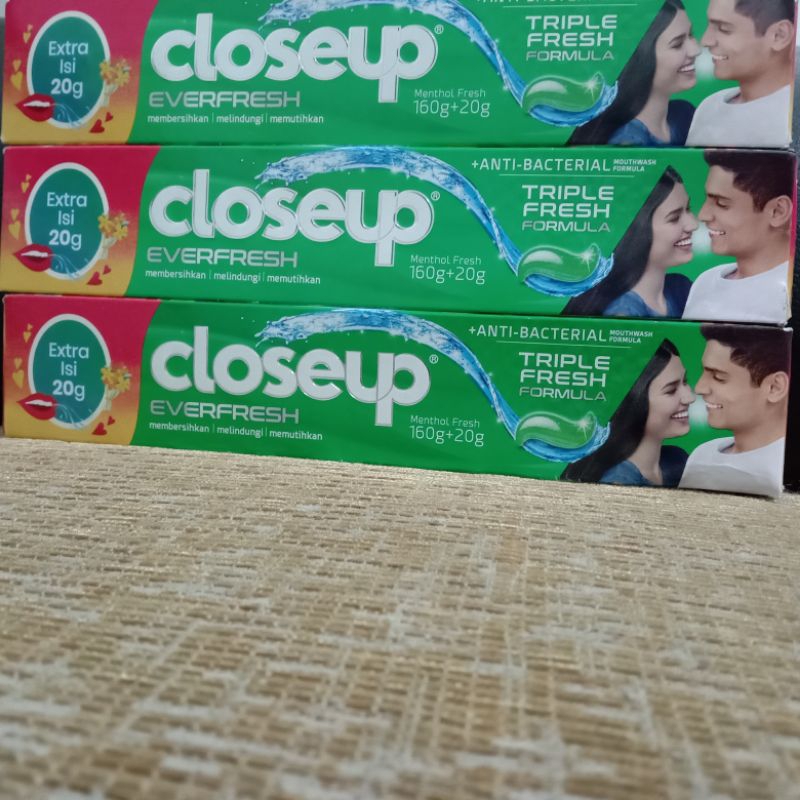 Extra
Isi
20g
closeup®
EVERFRESH
membersihkan | melindungi | memutihkan
Menthol Fresh
160g+20g
TRIPLE
FRESH
FORMULA
Extra
Isi
20g
closeup®
EVERFRESH
membersihkan | melindungi | memutihkan
Menthol Fresh
160g+20g
+ANTI-BACTERIAL MOUTHWASH
FORMULA
TRIPLE
FRESH
FORMULA
Extra
Isi
20g
closeup®
EVERFRESH
membersihkan | melindungi | memutihkan
Menthol Fresh
160g+20g
+ANTI-BACTERIAL MOUTHWASH
FORMULA
TRIPLE
FRESH
FORMULA